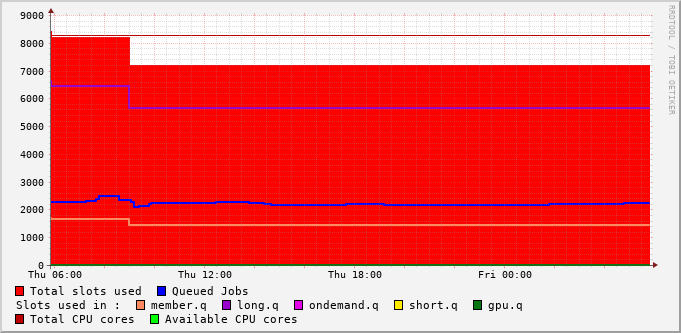 9000
8000
7000
6000
5000
4000
3000
2000
1000
0
Thu 06:00 Thu 12:00 Thu 18:00 Fri 00:00
RRDTOOL / TOBI OETIKER
Total slots used Queued Jobs
Slots used in : member.q long.q ondemand.q short.q gpu.q
Total CPU cores Available CPU cores